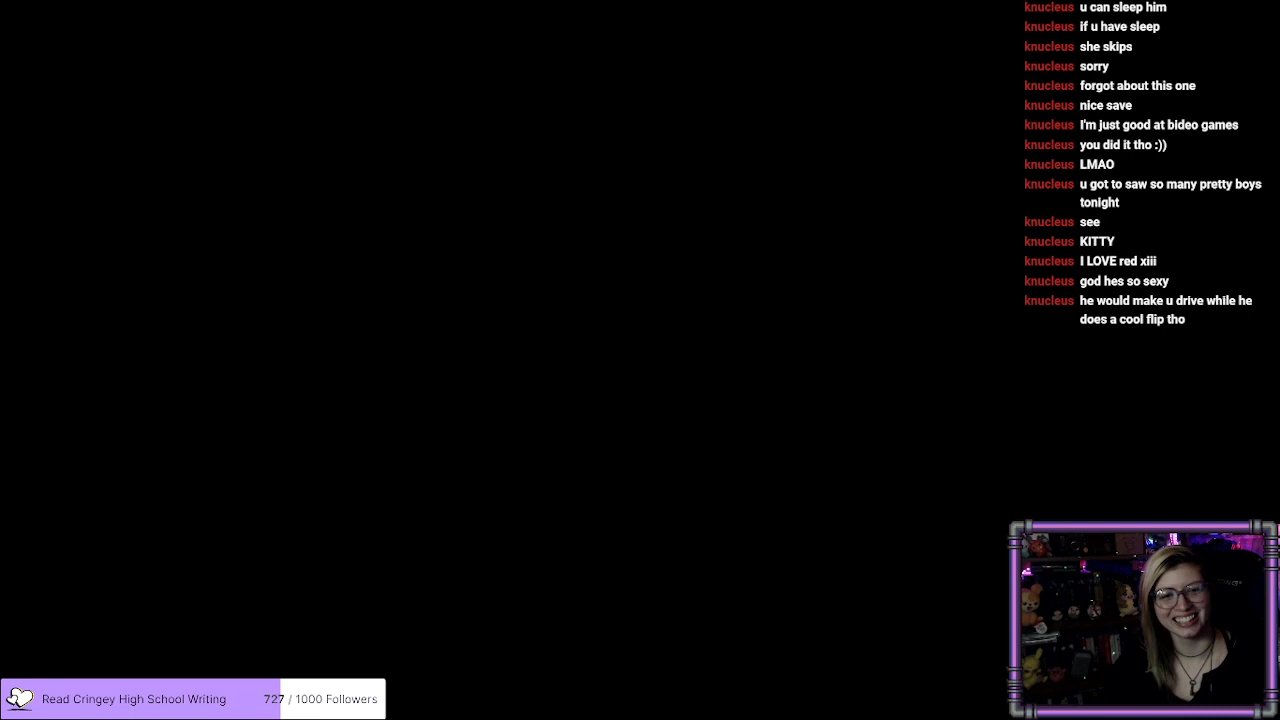 knucleus u can sleep him
knucleus if u have sleep
knucleus she skips
knucleus sorry
knucleus forgot about this one
knucleus nice save
knucleus I'm just good at bideo games
knucleus you did it tho :))
knucleus LMAO
knucleus u got to saw so many pretty boys
tonight
knucleus see
knucleus KITTY
knucleus I LOVE red xiii
knucleus god hes so sexy
knucleus he would make u drive while he
does a cool flip tho
Read Cringey High School Writing 727 / 1000 Followers